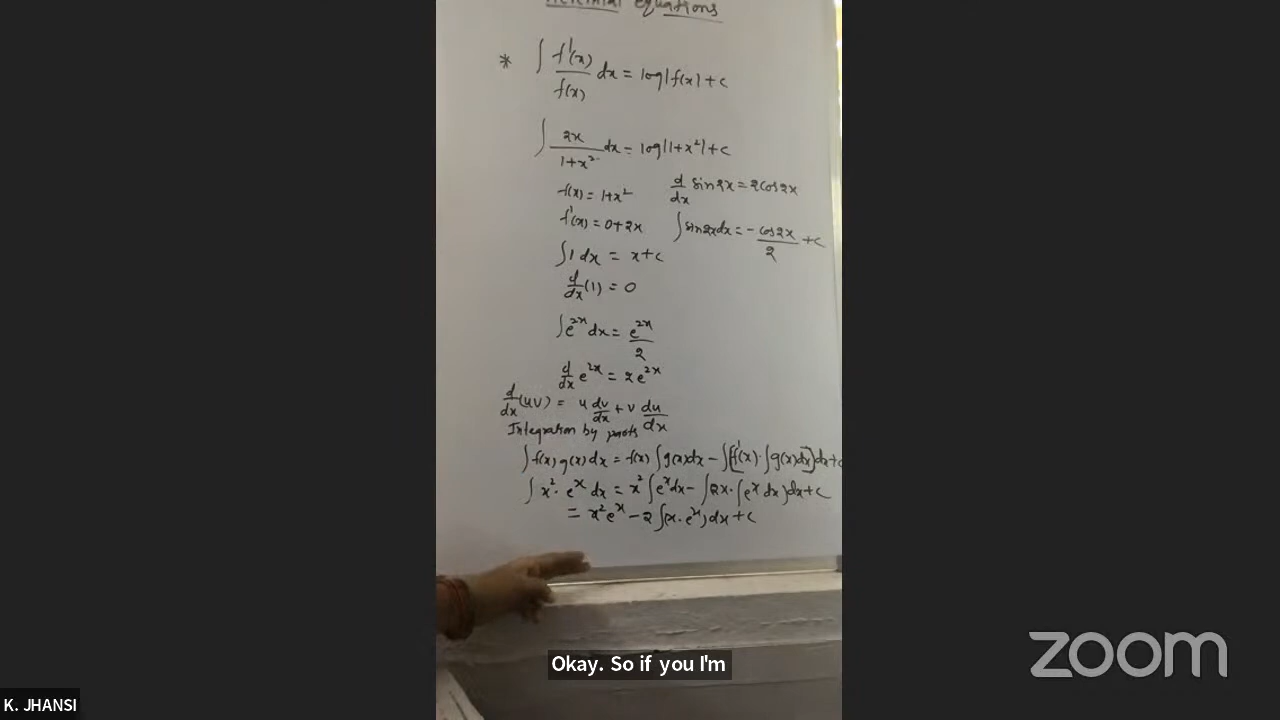 equations
* ∫ f'(x)/f(x) dx = log|f(x)|+c
∫ 2x/1+x² dx = log|1+x²|+c
f(x) = 1+x²
d/dx sin2x = 2cos2x
f'(x) = 0+2x
∫sin2xdx = -cos2x/2 +c
∫1 dx = x+c
d/dx (1) = 0
∫e^2x dx = e^2x/2
d/dx e^2x = 2e^2x
d/dx (uv) = u dv/dx + v du/dx
Integration by parts
∫f(x)g(x)dx = f(x)∫g(x)dx - ∫[f'(x)·∫g(x)dx]dx+c
∫x²·e^x dx = x²∫e^x dx - ∫2x·∫e^x dx)dx+c
= x²e^x - 2∫(x·e^x)dx+c
Okay. So if you I'm
zoom
K. JHANSI